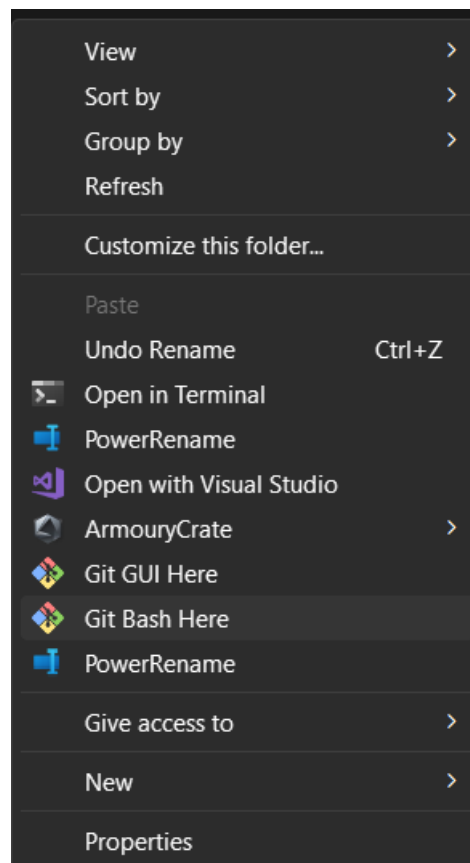 View
Sort by
Group by
Refresh
Customize this folder...
Paste
Undo Rename Ctrl+Z
Open in Terminal
PowerRename
Open with Visual Studio
ArmouryCrate
Git GUI Here
Git Bash Here
PowerRename
Give access to
New
Properties